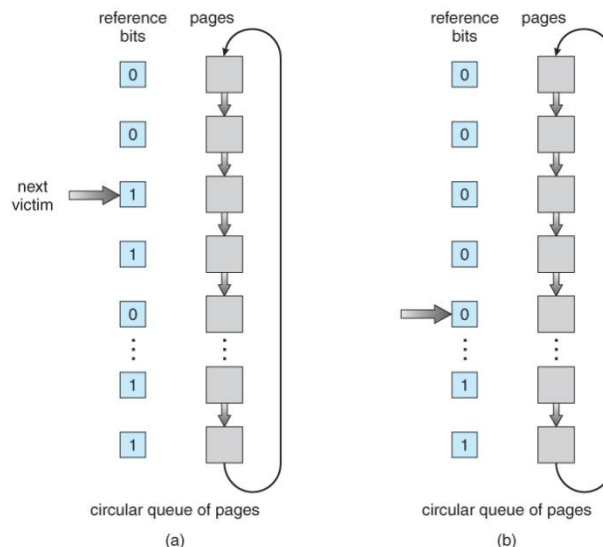 reference pages
bits
0
0
next
victim
1
1
0
1
1
circular queue of pages
(a)
reference pages
bits
0
0
0
0
0
1
1
circular queue of pages
(b)